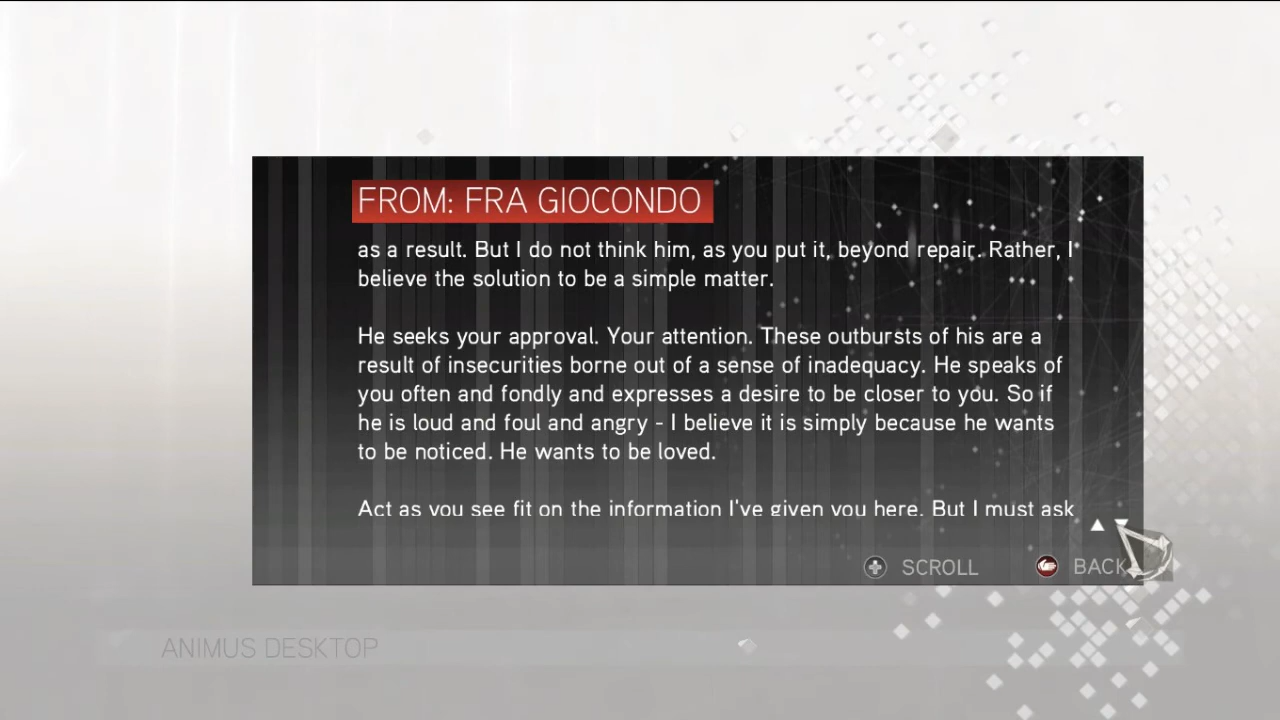 FROM: FRA GIOCONDO
as a result. But I do not think him, as you put it, beyond repair. Rather, I
believe the solution to be a simple matter.
He seeks your approval. Your attention. These outbursts of his are a
result of insecurities borne out of a sense of inadequacy. He speaks of
you often and fondly and expresses a desire to be closer to you. So if
he is loud and foul and angry - I believe it is simply because he wants
to be noticed. He wants to be loved.
Act as you see fit on the information I've given you here. But I must ask
SCROLL BACK
ANIMUS DESKTOP